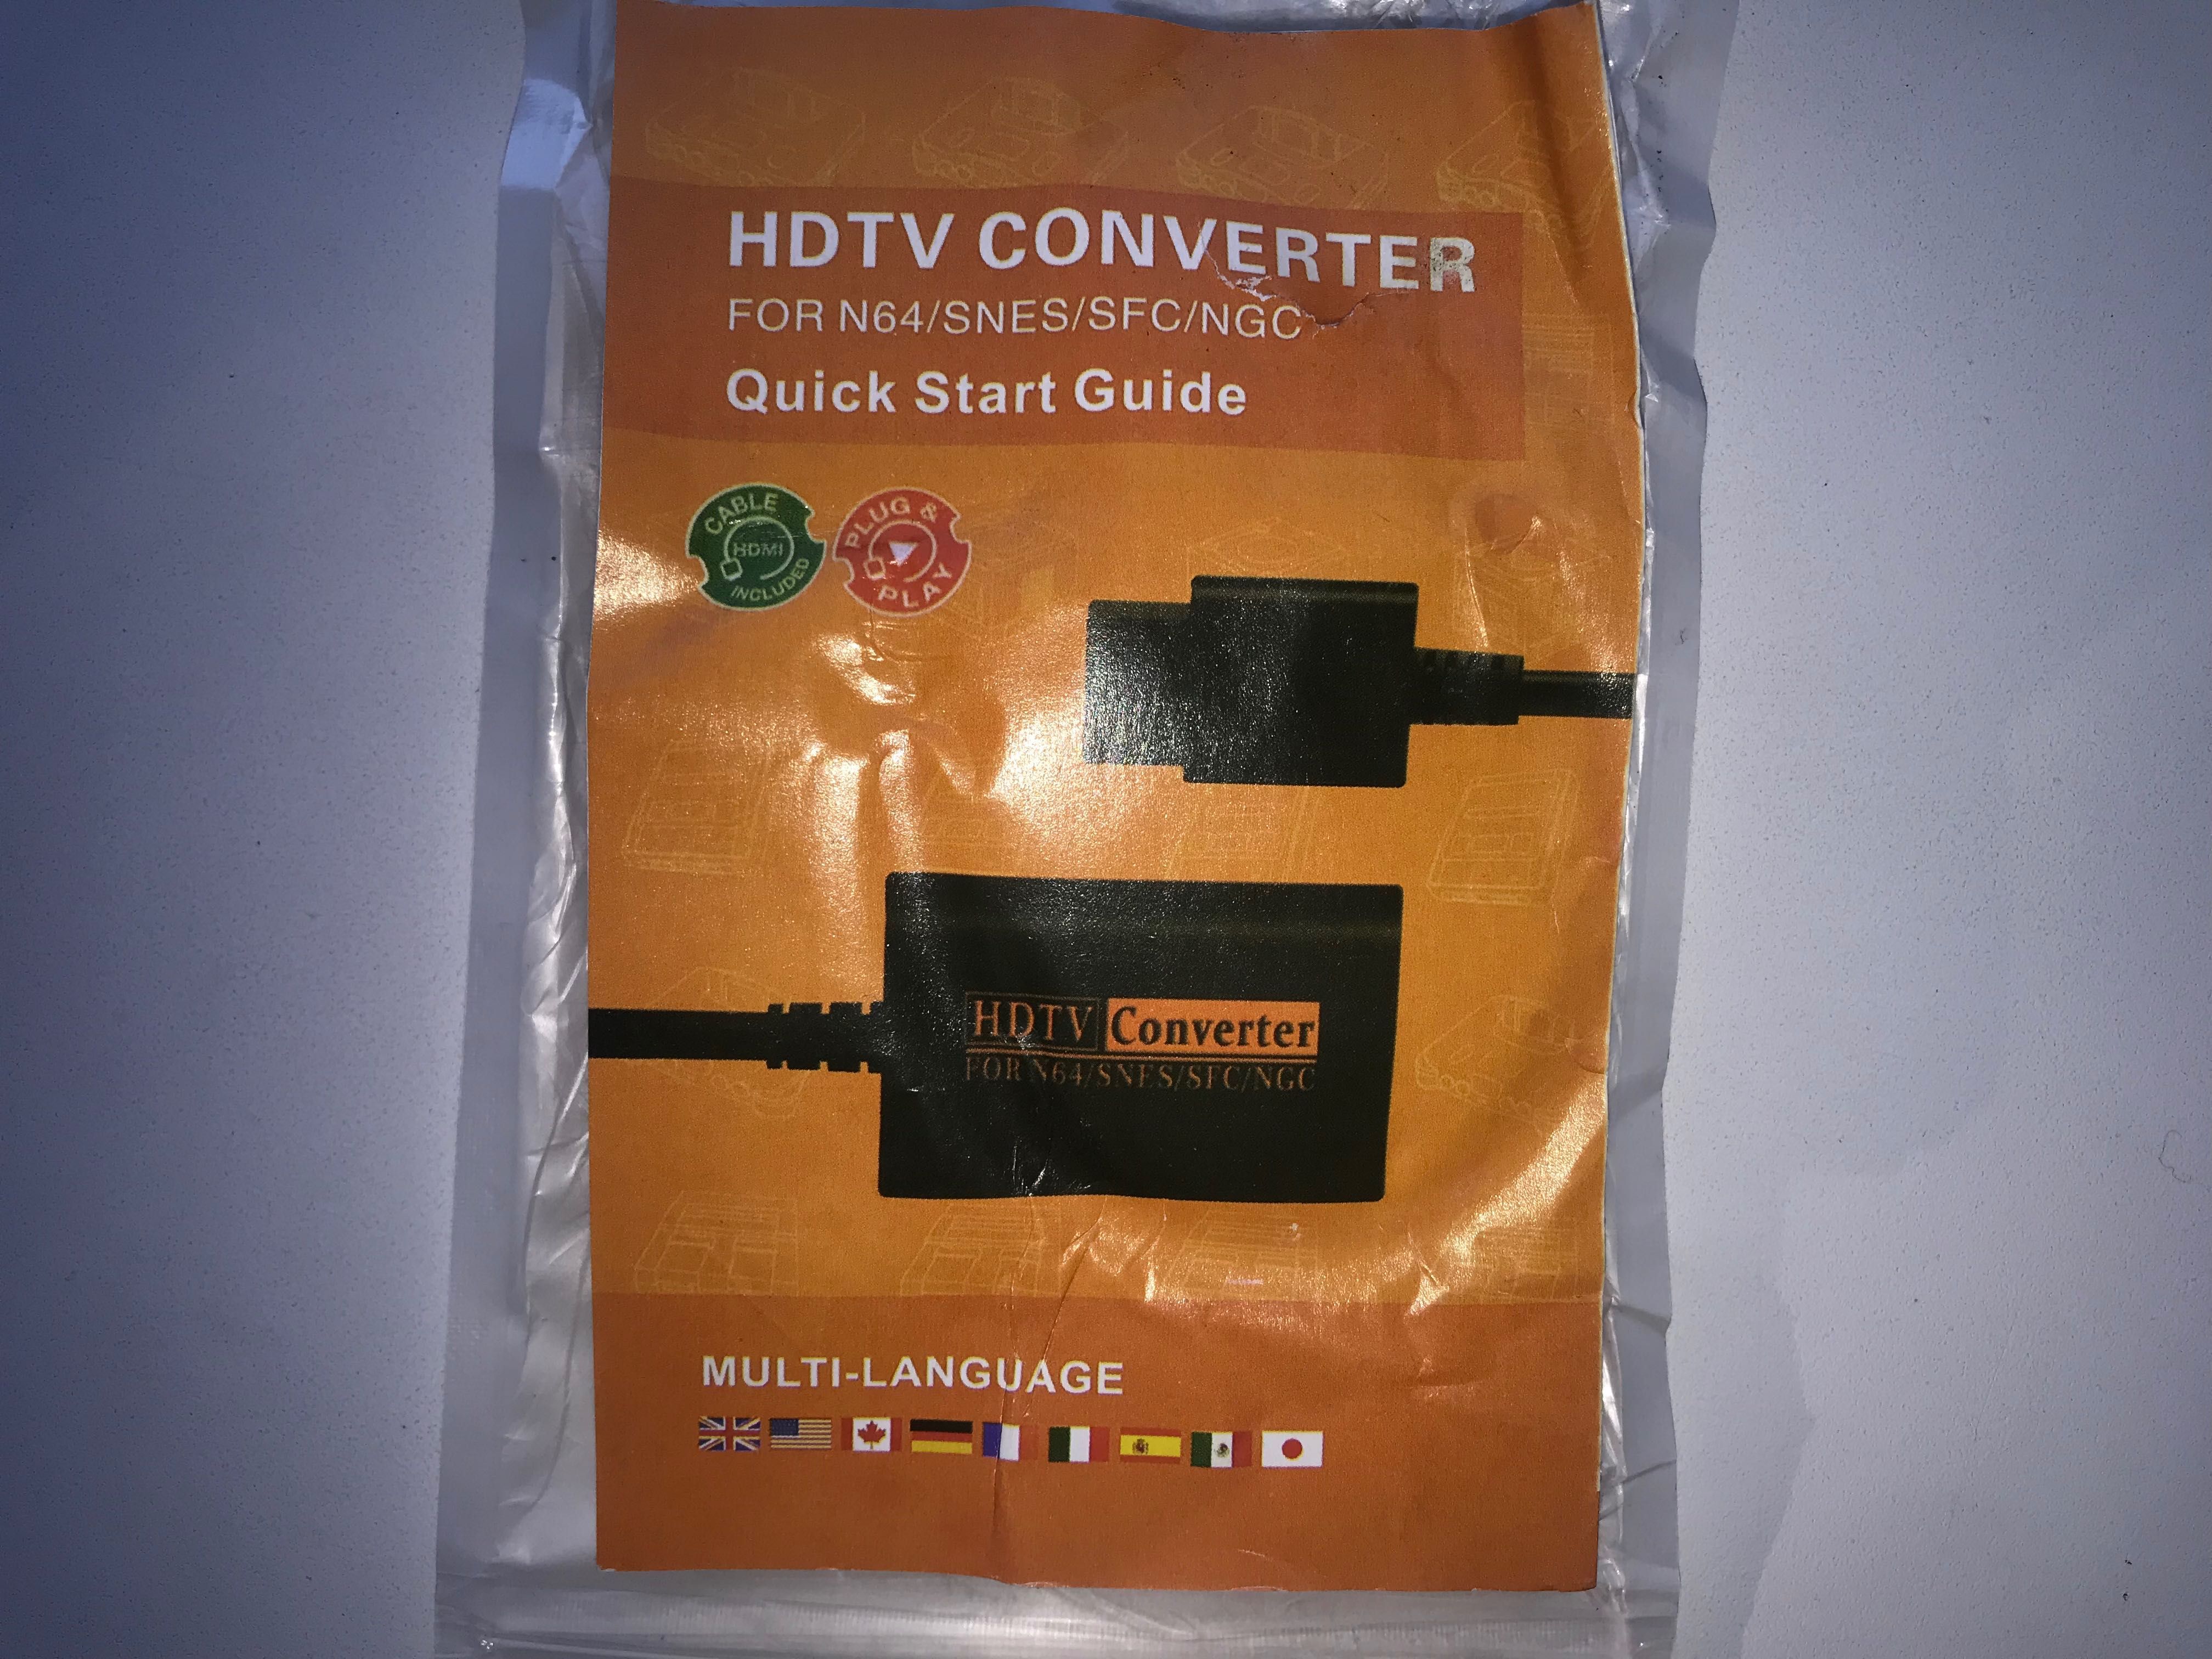 HDTV CONVERTER
FOR N64/SNES/SFC/NGC
Quick Start Guide
CABLE
HDMI
INCLUDED
PLUG &
PLAY
HDTV Converter
FOR N64/SNES/SFC/NGC
MULTI-LANGUAGE